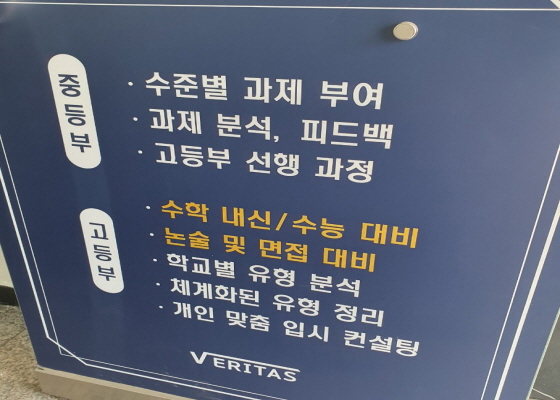 중등부
· 수준별 과제 부여
· 과제 분석, 피드백
· 고등부 선행 과정
고등부
· 수학 내신/수능 대비
· 논술 및 면접 대비
· 학교별 유형 분석
· 체계화된 유형 정리
· 개인 맞춤 입시 컨설팅
VERITAS